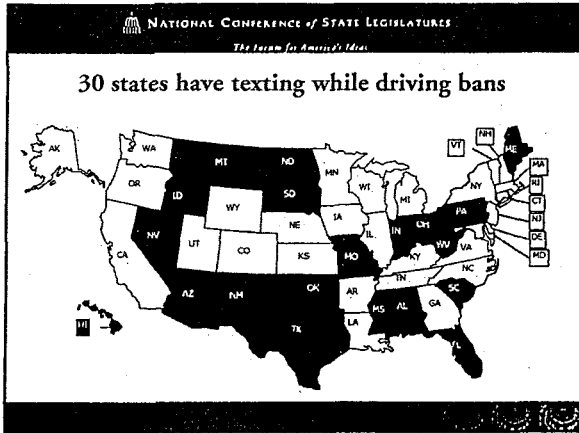 NATIONAL CONFERENCE of STATE LEGISLATURES
The Forum for America's Ideas
30 states have texting while driving bans
AK
WA
OR
CA
NV
ID
MT
ND
SD
WY
UT
CO
AZ
NM
NE
KS
OK
TX
MN
IA
MO
AR
LA
WI
IL
MI
IN
OH
KY
TN
MS
AL
GA
FL
SC
NC
VA
WV
PA
NY
VT
NH
ME
MA
RI
CT
NJ
DE
MD
HI